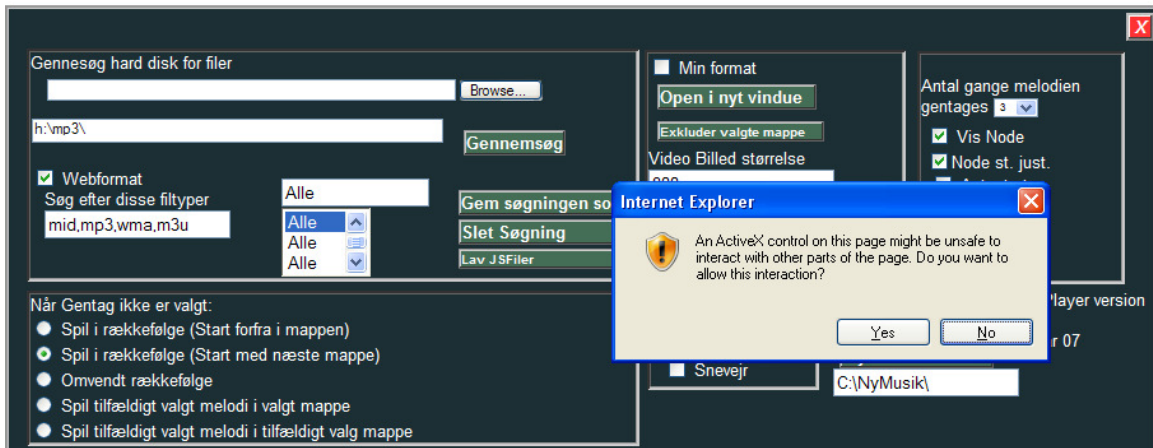 X
Gennesøg hard disk for filer
Browse...
h:\mp3\
Gennemsøg
Webformat
Søg efter disse filtyper
mid,mp3,wma,m3u
Alle
Alle
Alle
Alle
Gem søgningen so
Slet Søgning
Lav JSFiler
Min format
Open i nyt vindue
Exkluder valgte mappe
Video Billed størrelse
Antal gange melodien
gentages 3
Vis Node
Node st. just.
Internet Explorer
An ActiveX control on this page might be unsafe to
interact with other parts of the page. Do you want to
allow this interaction?
Yes
No
Når Gentag ikke er valgt:
Spil i rækkefølge (Start forfra i mappen)
Spil i rækkefølge (Start med næste mappe)
Omvendt rækkefølge
Spil tilfældigt valgt melodi i valgt mappe
Spil tilfældigt valgt melodi i tilfældigt valg mappe
Snevejr
Player version
r 07
C:\NyMusik\